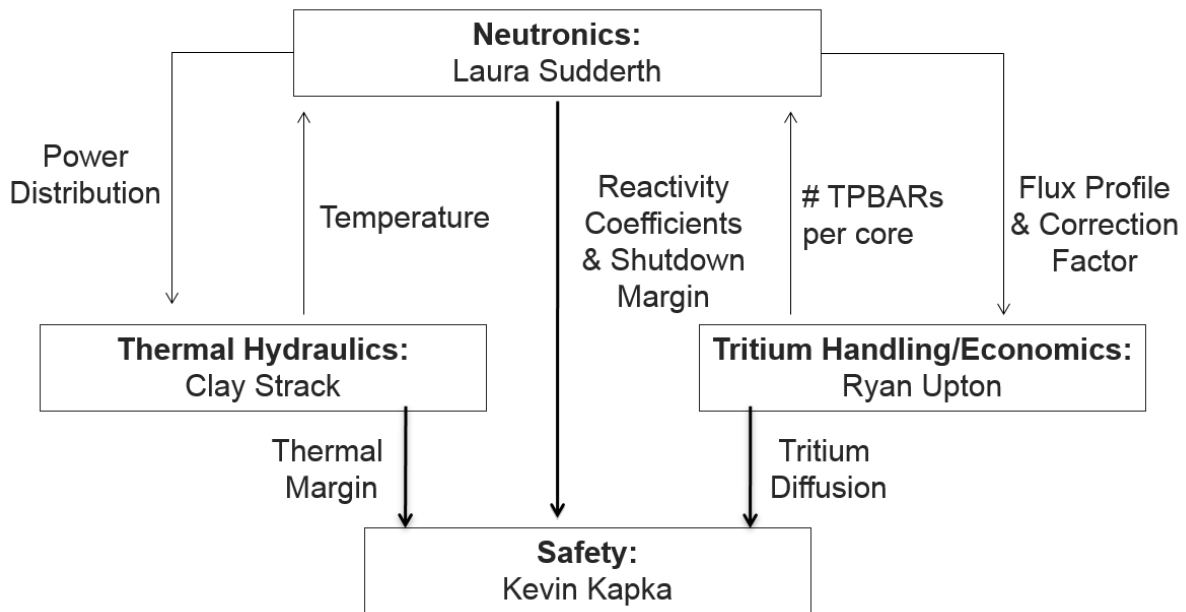 Neutronics:
Laura Sudderth
Power
Distribution
Temperature
Reactivity
Coefficients
& Shutdown
Margin
# TPBARs
per core
Flux Profile
& Correction
Factor
Thermal Hydraulics:
Clay Strack
Tritium Handling/Economics:
Ryan Upton
Thermal
Margin
Tritium
Diffusion
Safety:
Kevin Kapka